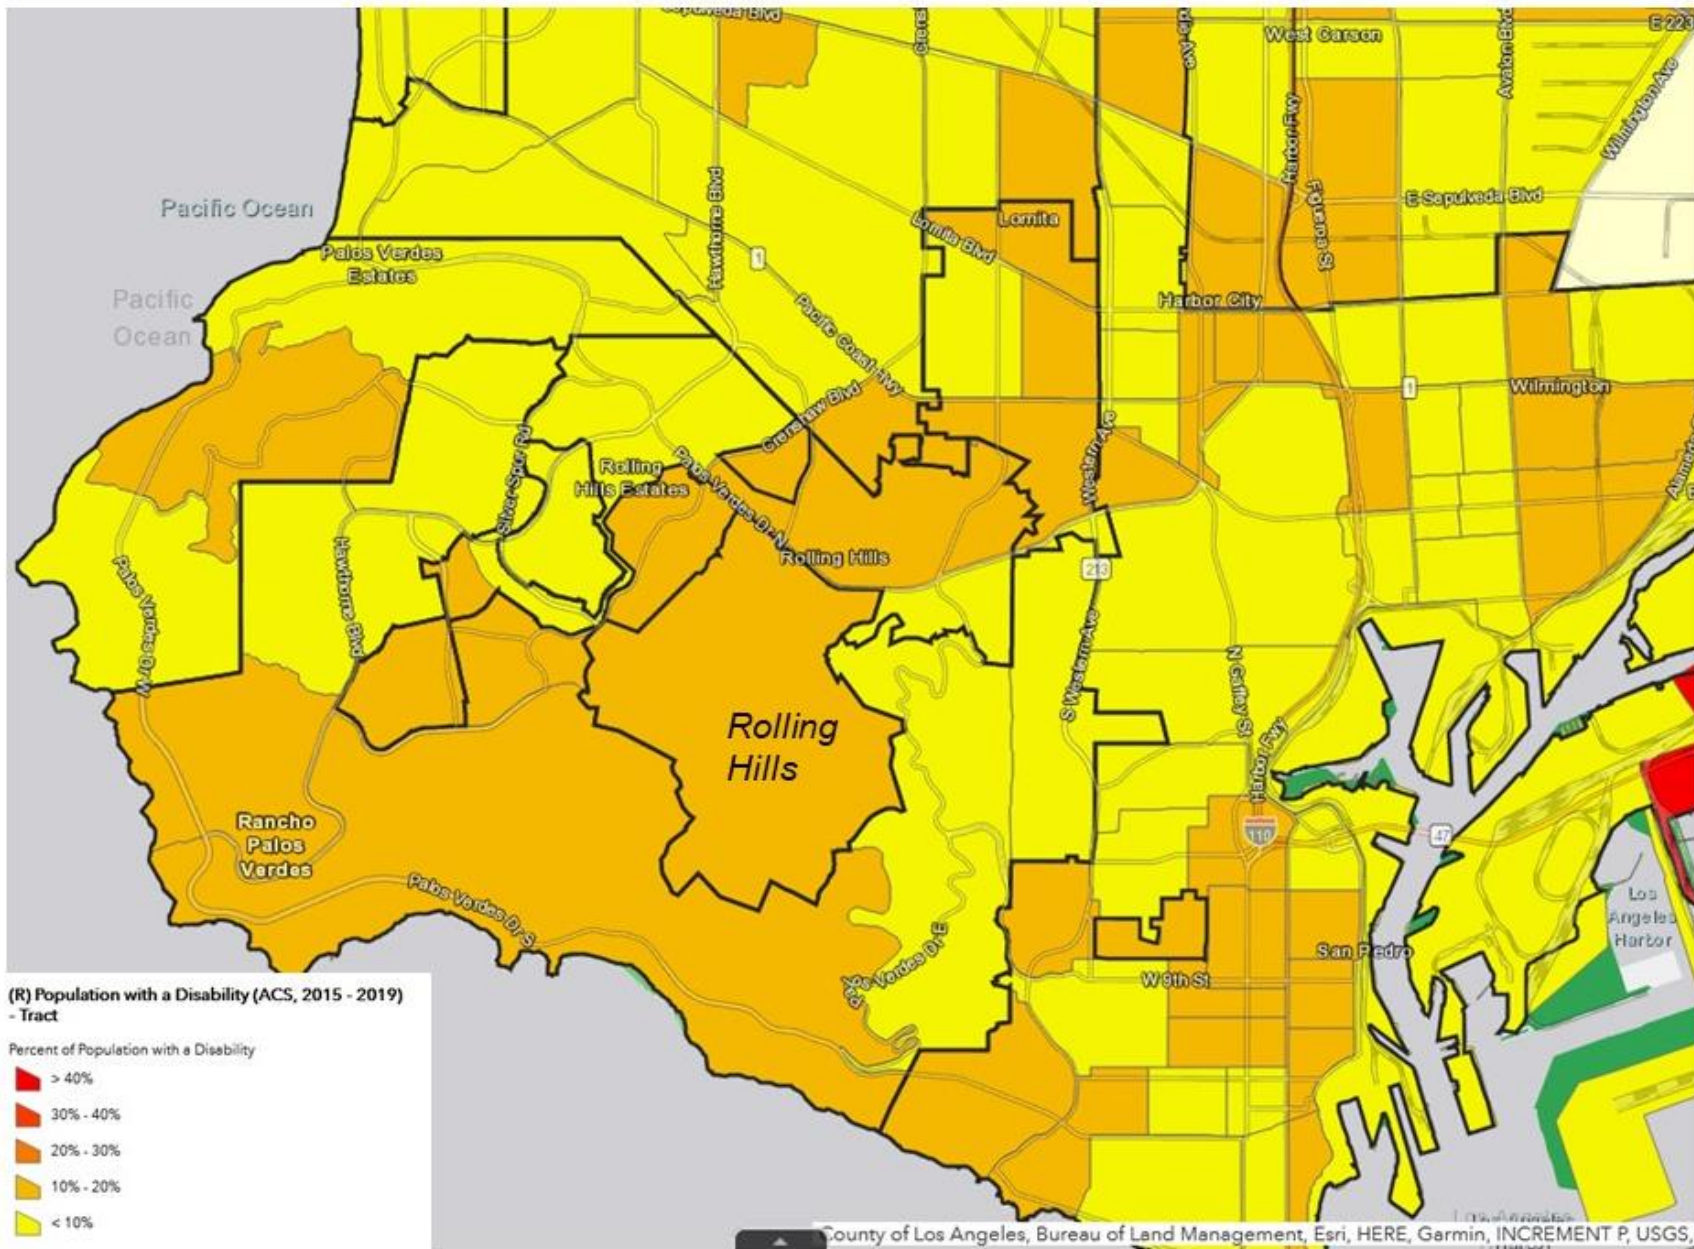 Sepulveda Blvd
West Carson
E 223
Avalon Blvd
Wilmington Ave
Harbor Fwy
Figueroa St
E Sepulveda Blvd
Pacific Ocean
Hawthorne Blvd
Lomita
Lomita Blvd
Palos Verdes
Estates
1
Pacific
Ocean
Harbor City
Pacific Coast Hwy
Crenshaw Blvd
1
Wilmington
Western Ave
Silver Spur Rd
Rolling
Hills Estates
Palos Verdes Dr N
Rolling Hills
213
Hawthorne Blvd
Palos Verdes Dr W
S Western Ave
N Gaffey St
Harbor Fwy
Rolling
Hills
Rancho
Palos
Verdes
110
47
Palos Verdes Dr S
Verdes Dr E
Los
Angeles
Harbor
San Pedro
W 9th St
(R) Population with a Disability (ACS, 2015 - 2019)
- Tract
Percent of Population with a Disability
> 40%
30% - 40%
20% - 30%
10% - 20%
< 10%
County of Los Angeles, Bureau of Land Management, Esri, HERE, Garmin, INCREMENT P, USGS,